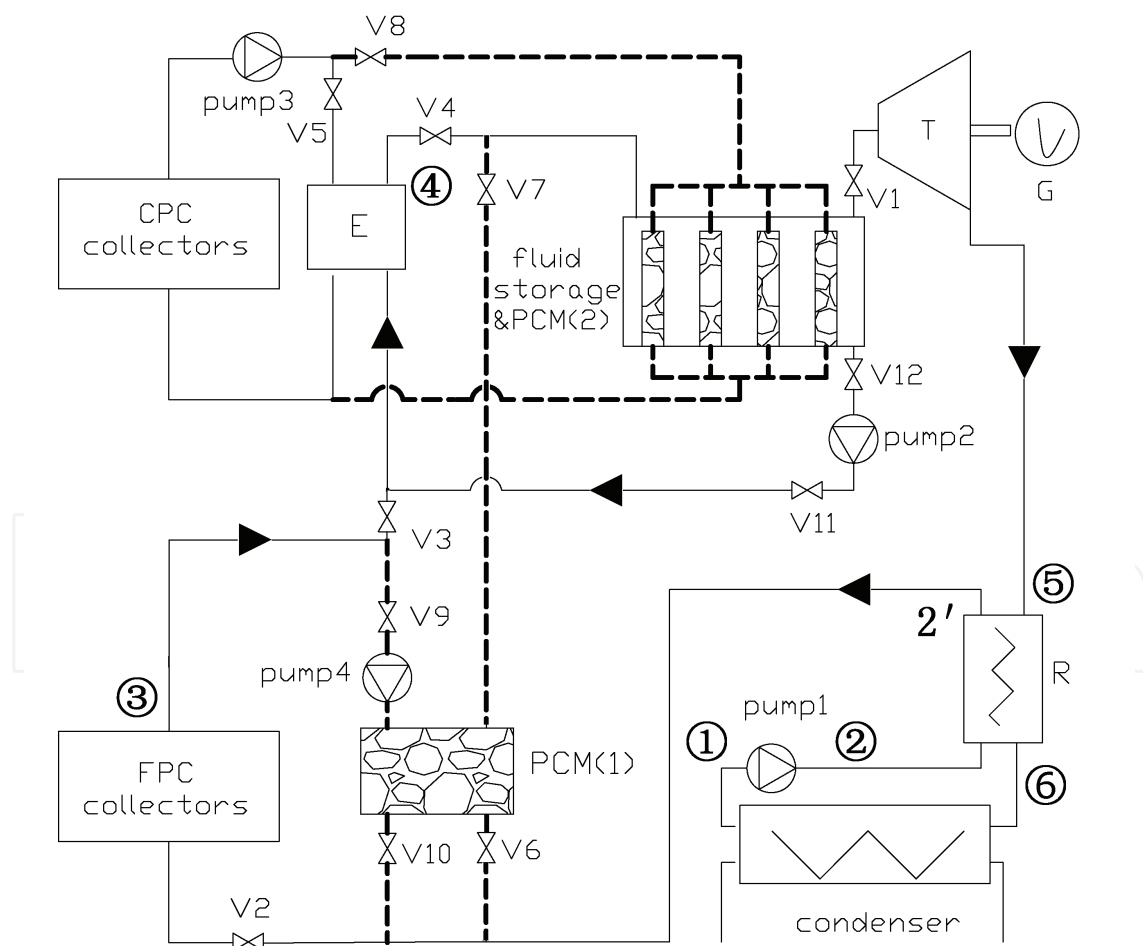 V8
pump3
V5
V4
④
V7
CPC
collectors
E
T
V
G
V1
fluid
storage
&PCM(2)
V12
pump2
V11
V3
⑤
2'
V9
pump4
R
③
pump1
①
②
PCM(1)
⑥
FPC
collectors
V10
V6
V2
condenser